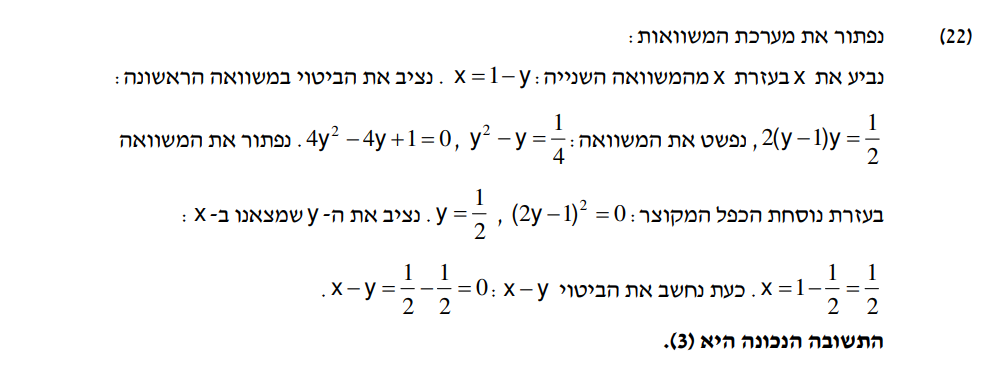 (22) נפתור את מערכת המשוואות:
נביע את x בעזרת x מהמשוואה השנייה: x = 1 − y . נציב את הביטוי במשוואה הראשונה:
2(y − 1)y = 1/2 , נפשט את המשוואה: y² − y = 1/4 , 4y² − 4y + 1 = 0 . נפתור את המשוואה
בעזרת נוסחת הכפל המקוצר: (2y − 1)² = 0 , y = 1/2 . נציב את ה- y שמצאנו ב- x :
x = 1 − 1/2 = 1/2 . כעת נחשב את הביטוי x − y : x − y = 1/2 − 1/2 = 0 .
התשובה הנכונה היא (3).